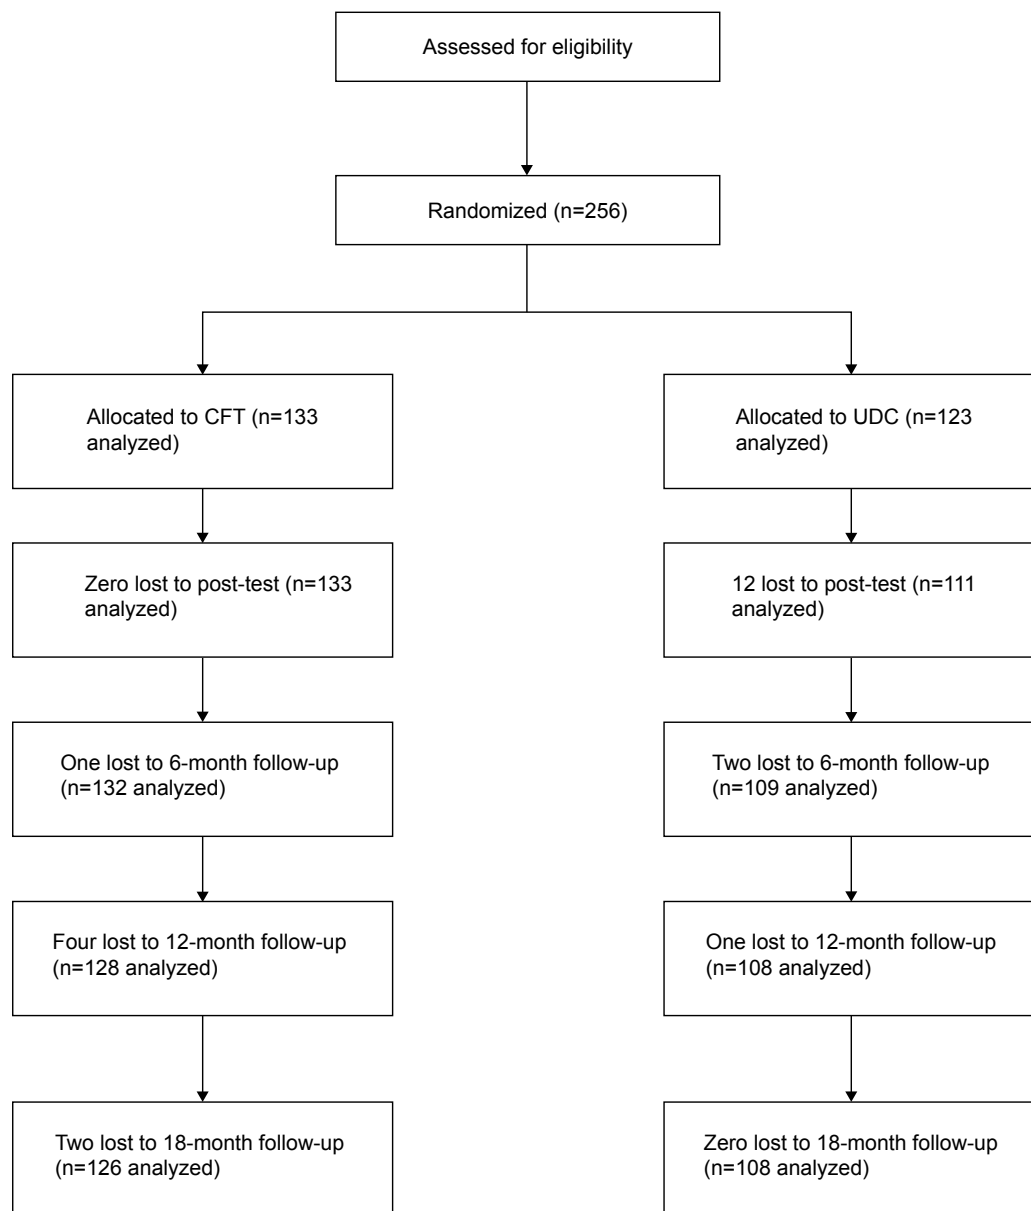 Assessed for eligibility
Randomized (n=256)
Allocated to CFT (n=133
analyzed)
Allocated to UDC (n=123
analyzed)
Zero lost to post-test (n=133
analyzed)
12 lost to post-test (n=111
analyzed)
One lost to 6-month follow-up
(n=132 analyzed)
Two lost to 6-month follow-up
(n=109 analyzed)
Four lost to 12-month follow-up
(n=128 analyzed)
One lost to 12-month follow-up
(n=108 analyzed)
Two lost to 18-month follow-up
(n=126 analyzed)
Zero lost to 18-month follow-up
(n=108 analyzed)